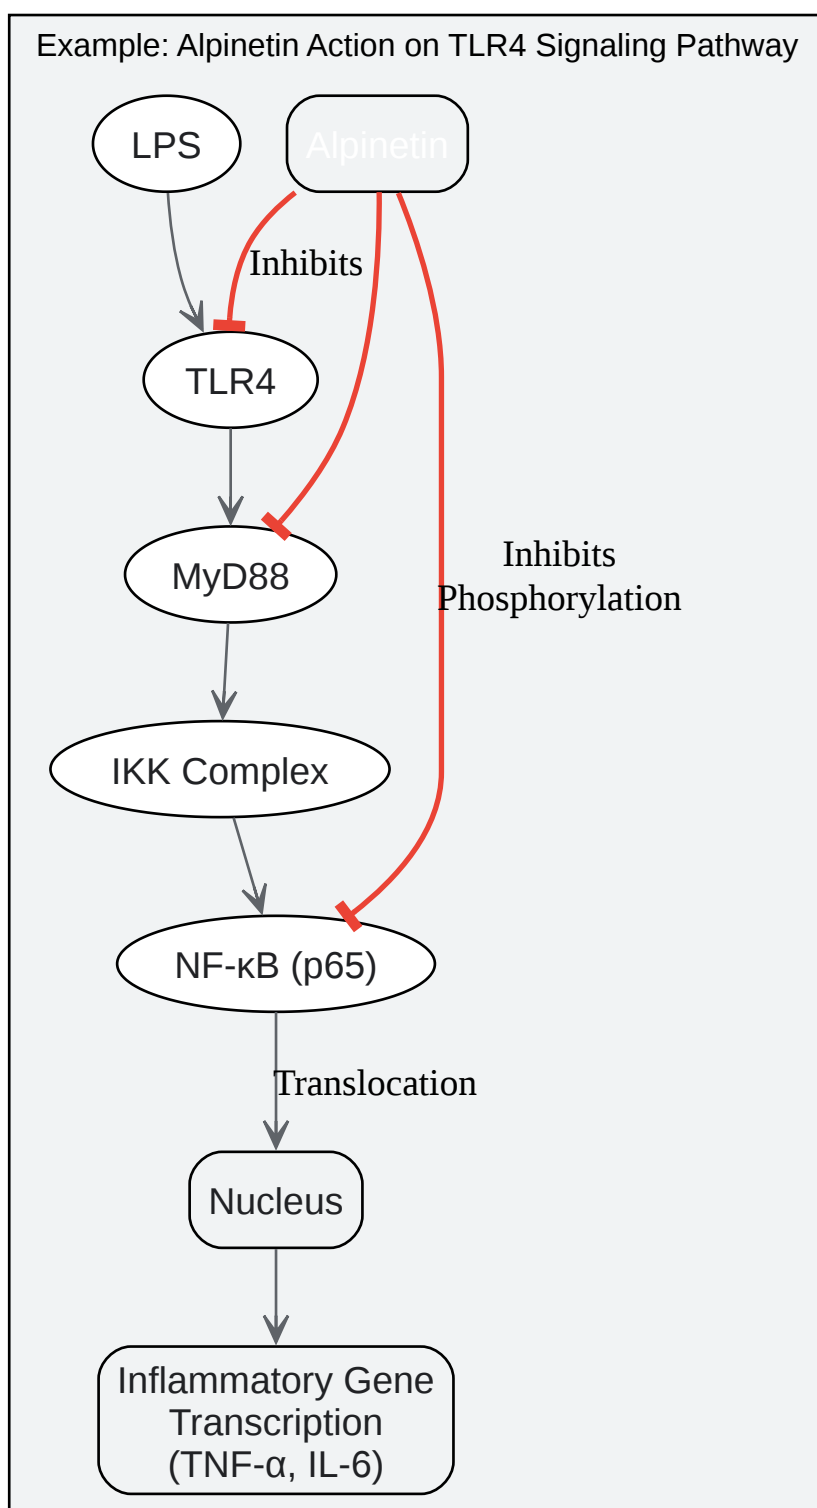 Example: Alpinetin Action on TLR4 Signaling Pathway
LPS
Alpinetin
Inhibits
TLR4
Inhibits
Phosphorylation
MyD88
IKK Complex
NF-κB (p65)
Translocation
Nucleus
Inflammatory Gene
Transcription
(TNF-α, IL-6)